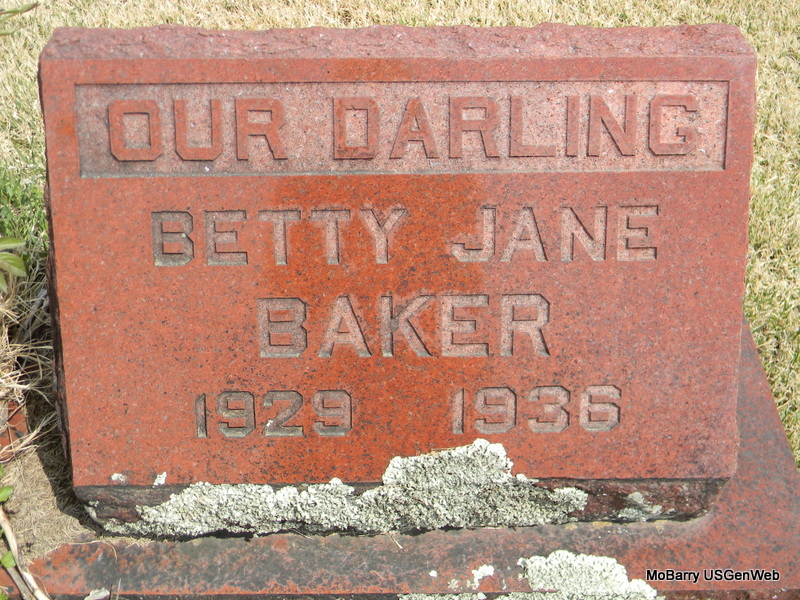 OUR DARLING
BETTY JANE
BAKER
1929 1936
MoBarry USGenWeb